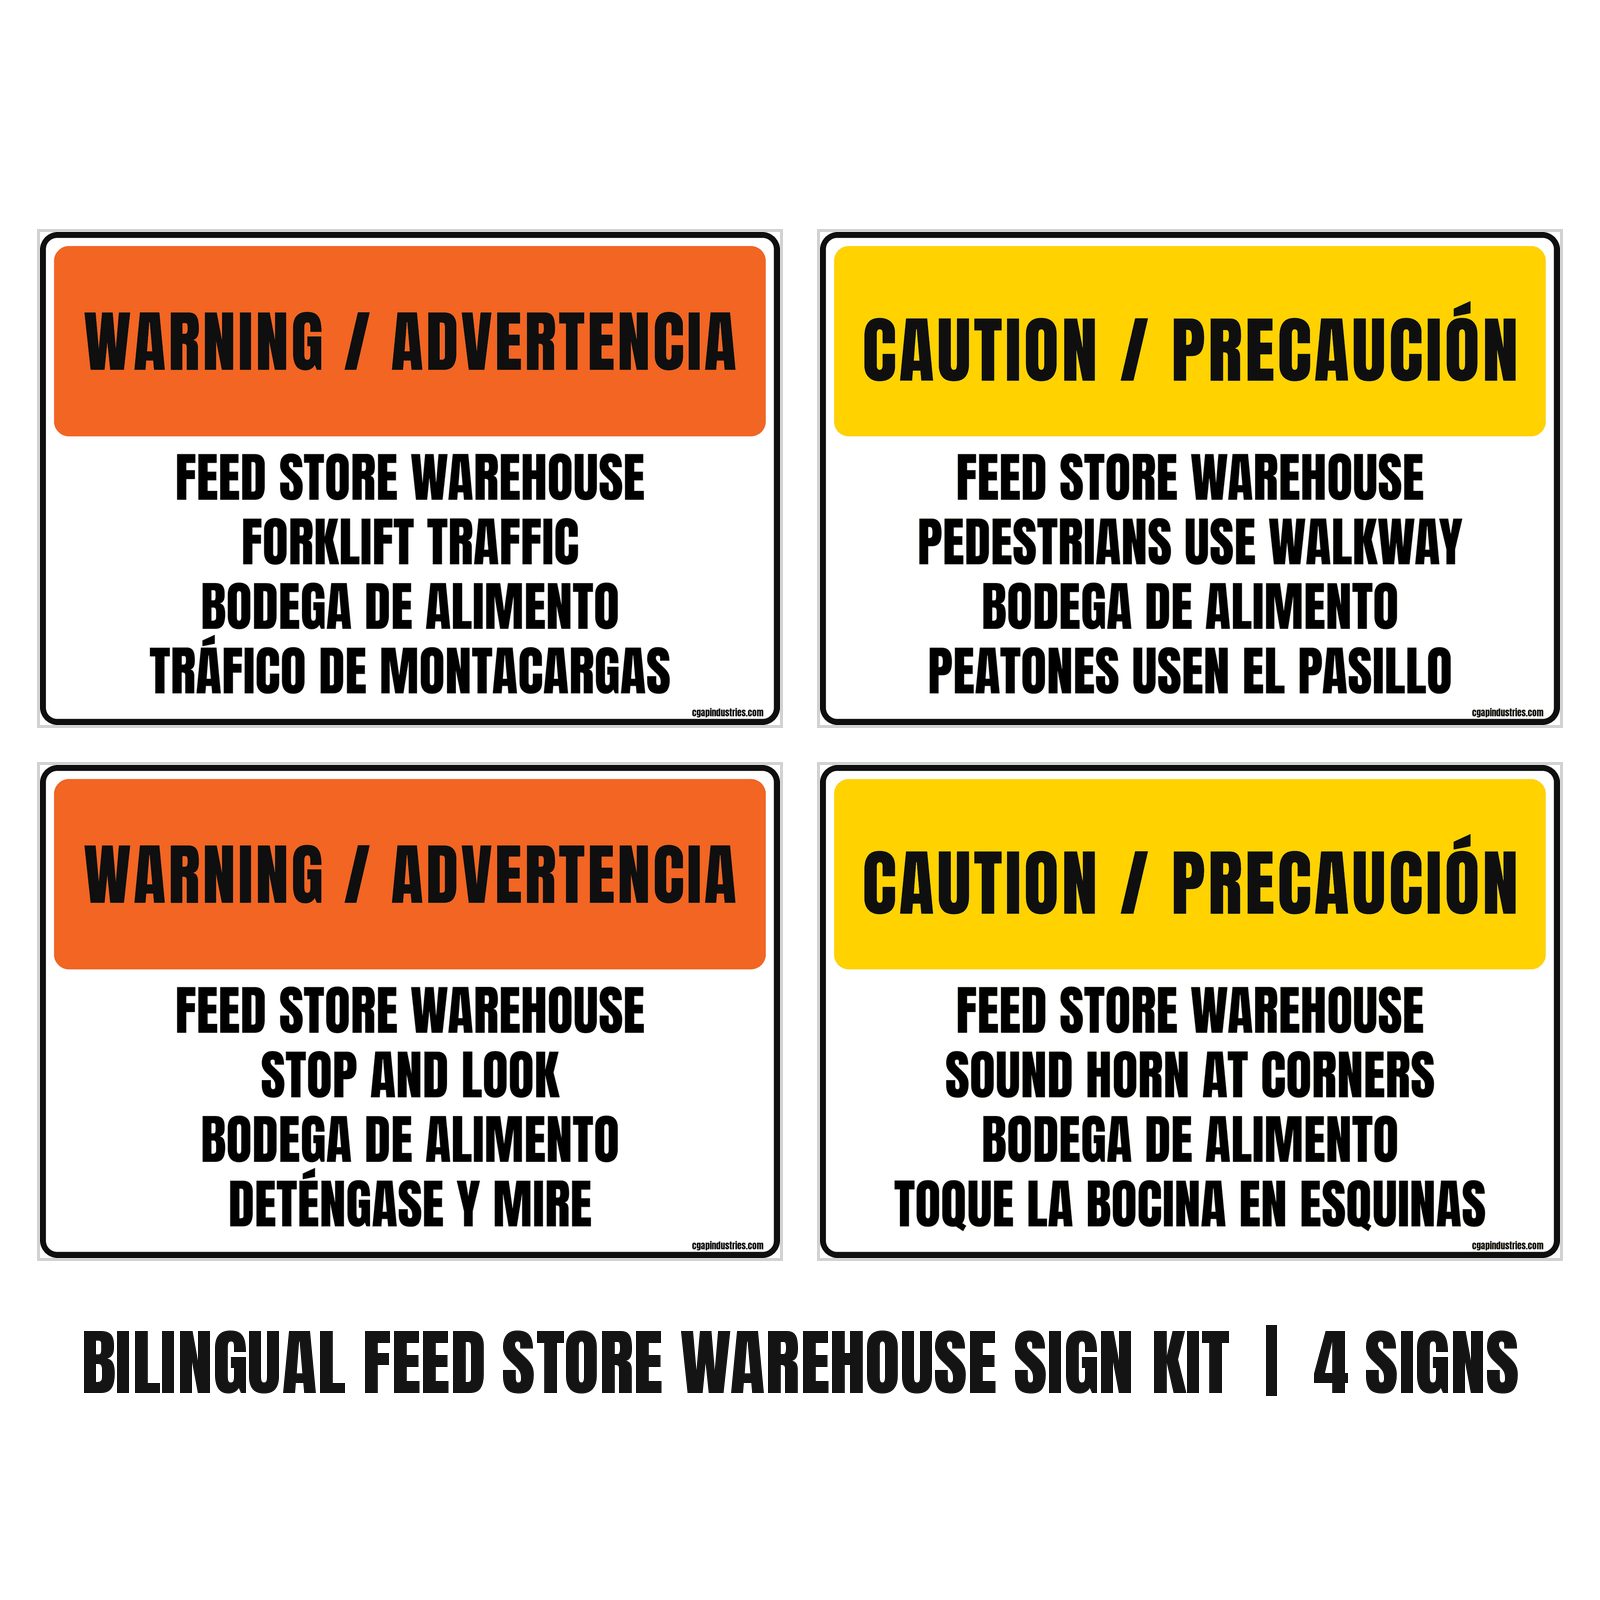 WARNING / ADVERTENCIA
FEED STORE WAREHOUSE
FORKLIFT TRAFFIC
BODEGA DE ALIMENTO
TRÁFICO DE MONTACARGAS
cgapindustries.com
CAUTION / PRECAUCIÓN
FEED STORE WAREHOUSE
PEDESTRIANS USE WALKWAY
BODEGA DE ALIMENTO
PEATONES USEN EL PASILLO
cgapindustries.com
WARNING / ADVERTENCIA
FEED STORE WAREHOUSE
STOP AND LOOK
BODEGA DE ALIMENTO
DETÉNGASE Y MIRE
cgapindustries.com
CAUTION / PRECAUCIÓN
FEED STORE WAREHOUSE
SOUND HORN AT CORNERS
BODEGA DE ALIMENTO
TOQUE LA BOCINA EN ESQUINAS
cgapindustries.com
BILINGUAL FEED STORE WAREHOUSE SIGN KIT | 4 SIGNS